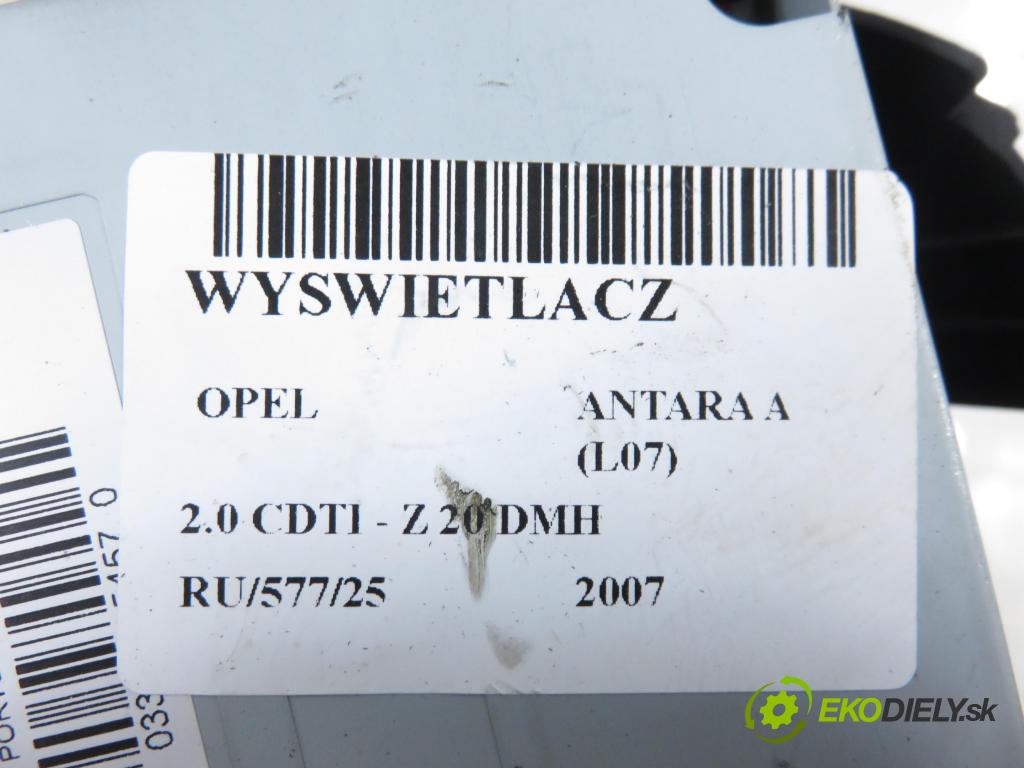 WYSWIETLACZ
OPEL ANTARA A
(L07)
2.0 CDTI - Z 20 DMH
RU/577/25 2007
EKODIELY.sk